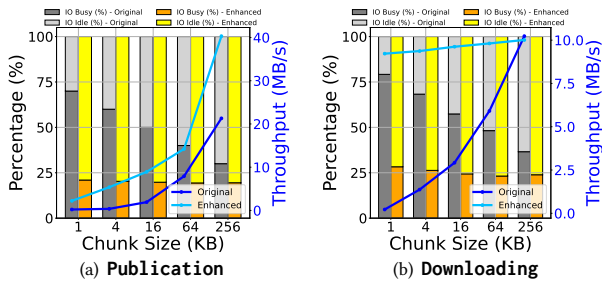 IO Busy (%) - Original IO Busy (%) - Enhanced
IO Idle (%) - Original IO Idle (%) - Enhanced
100
75
50
25
0
Percentage (%)
40
30
20
10
0
Throughput (MB/s)
Original
Enhanced
1 4 16 64 256
Chunk Size (KB)
(a) Publication
IO Busy (%) - Original IO Busy (%) - Enhanced
IO Idle (%) - Original IO Idle (%) - Enhanced
100
75
50
25
0
Percentage (%)
10.0
7.5
5.0
2.5
0.0
Throughput (MB/s)
Original
Enhanced
1 4 16 64 256
Chunk Size (KB)
(b) Downloading